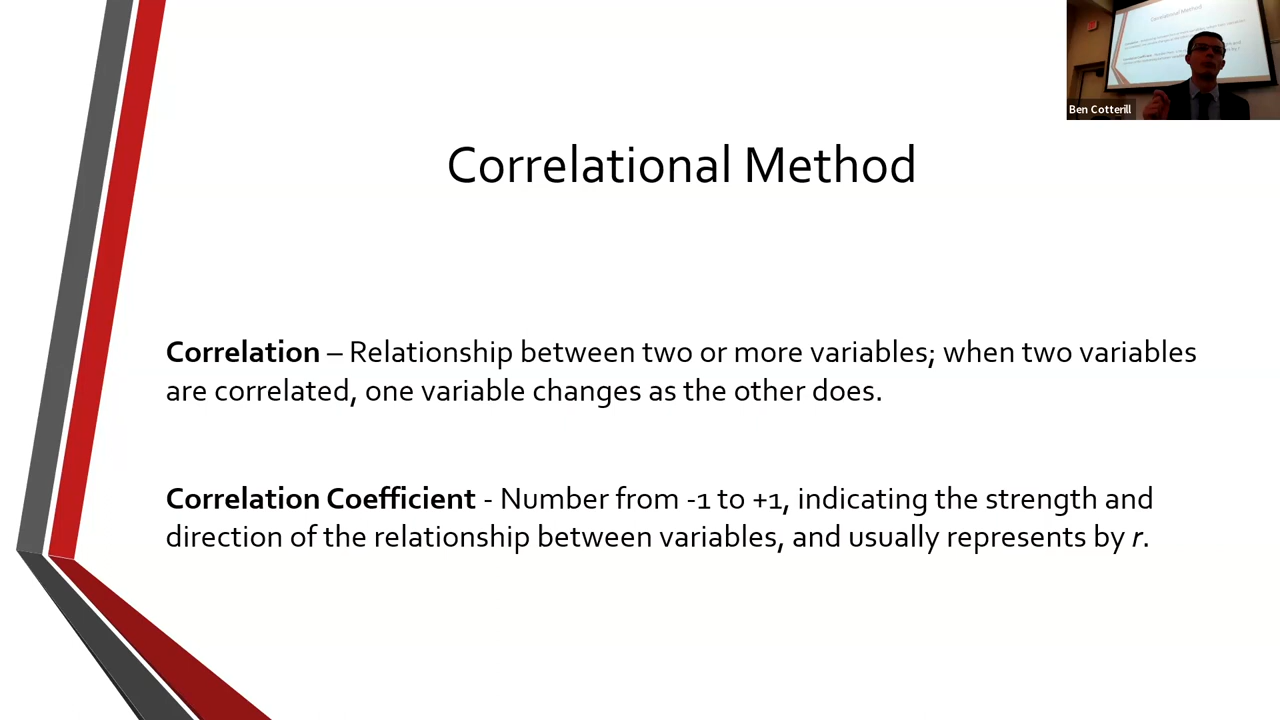 Ben Cotterill
Correlational Method
Correlation – Relationship between two or more variables; when two variables
are correlated, one variable changes as the other does.
Correlation Coefficient - Number from -1 to +1, indicating the strength and
direction of the relationship between variables, and usually represents by r.